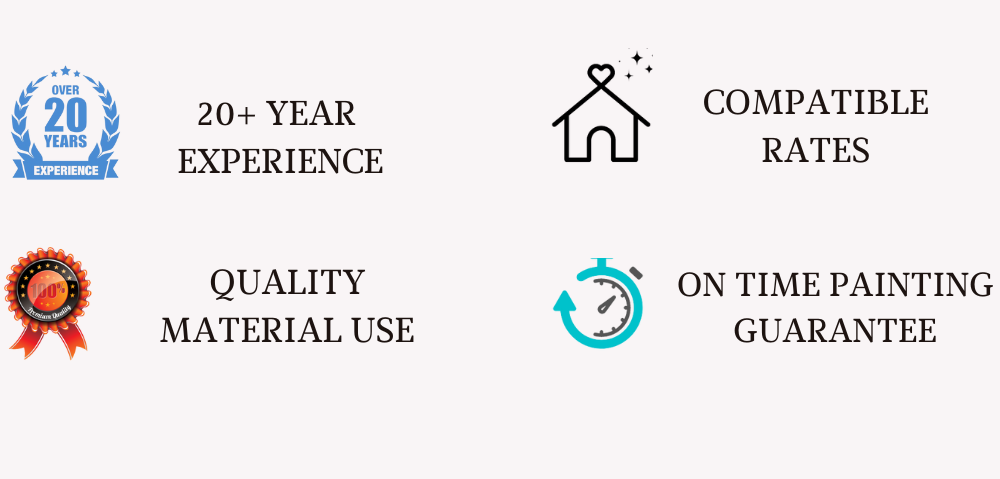 OVER
20
YEARS
EXPERIENCE
20+ YEAR
EXPERIENCE
COMPATIBLE
RATES
100%
Premium Quality
QUALITY
MATERIAL USE
ON TIME PAINTING
GUARANTEE